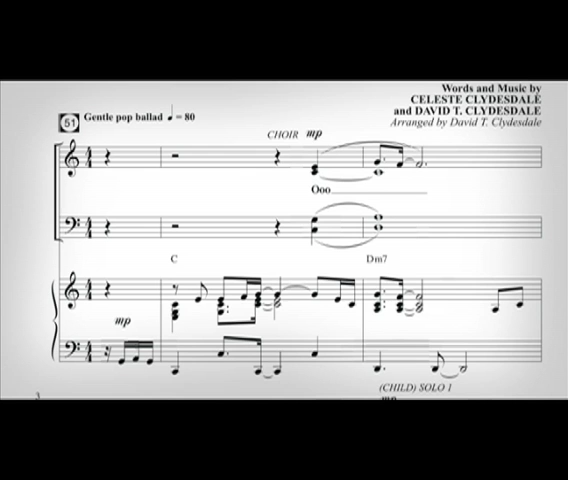 Words and Music by
CELESTE CLYDESDALE
and DAVID T. CLYDESDALE
Arranged by David T. Clydesdale
51 Gentle pop ballad ♩ = 80
CHOIR mp
Ooo
C Dm7
mp
(CHILD) SOLO 1
mp
3